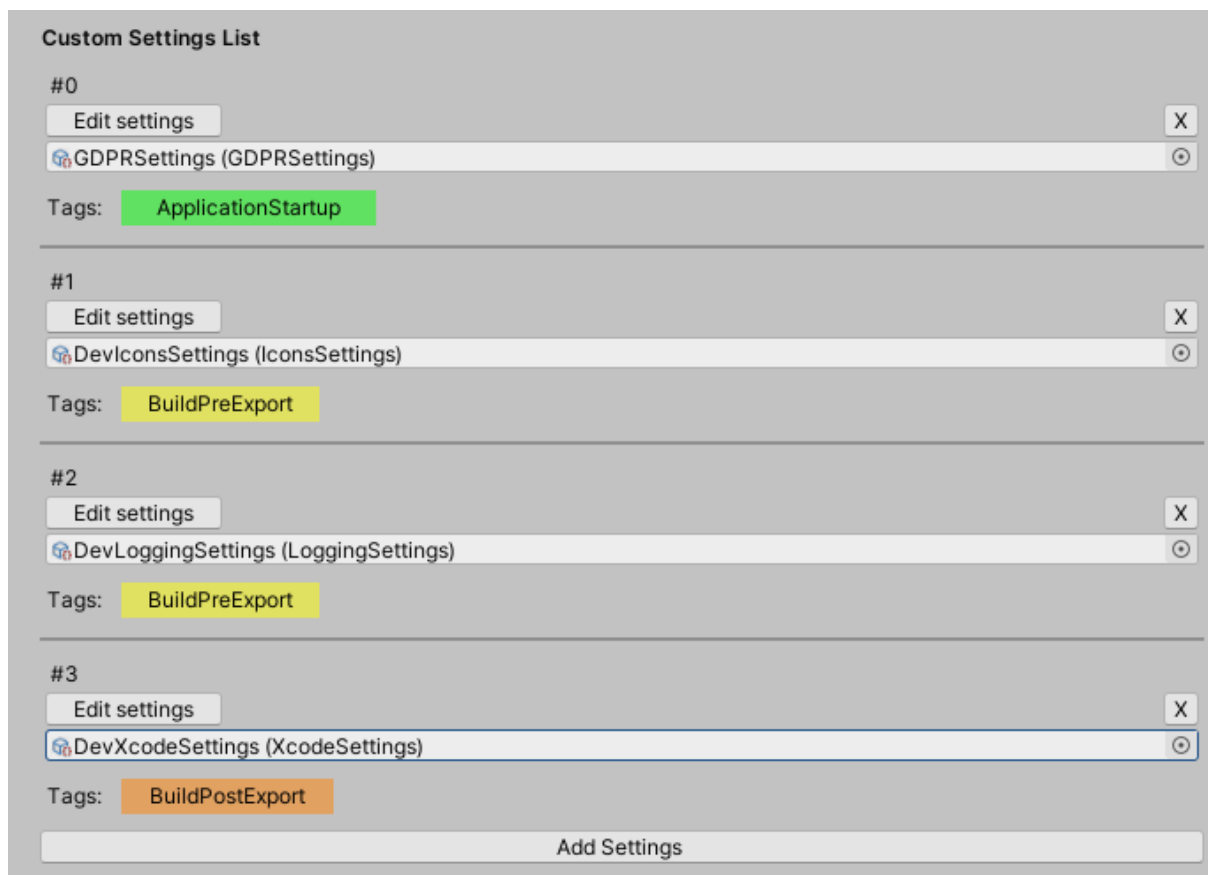 Custom Settings List
#0
Edit settings X
GDPRSettings (GDPRSettings)
Tags: ApplicationStartup
#1
Edit settings X
DevIconsSettings (IconsSettings)
Tags: BuildPreExport
#2
Edit settings X
DevLoggingSettings (LoggingSettings)
Tags: BuildPreExport
#3
Edit settings X
DevXcodeSettings (XcodeSettings)
Tags: BuildPostExport
Add Settings